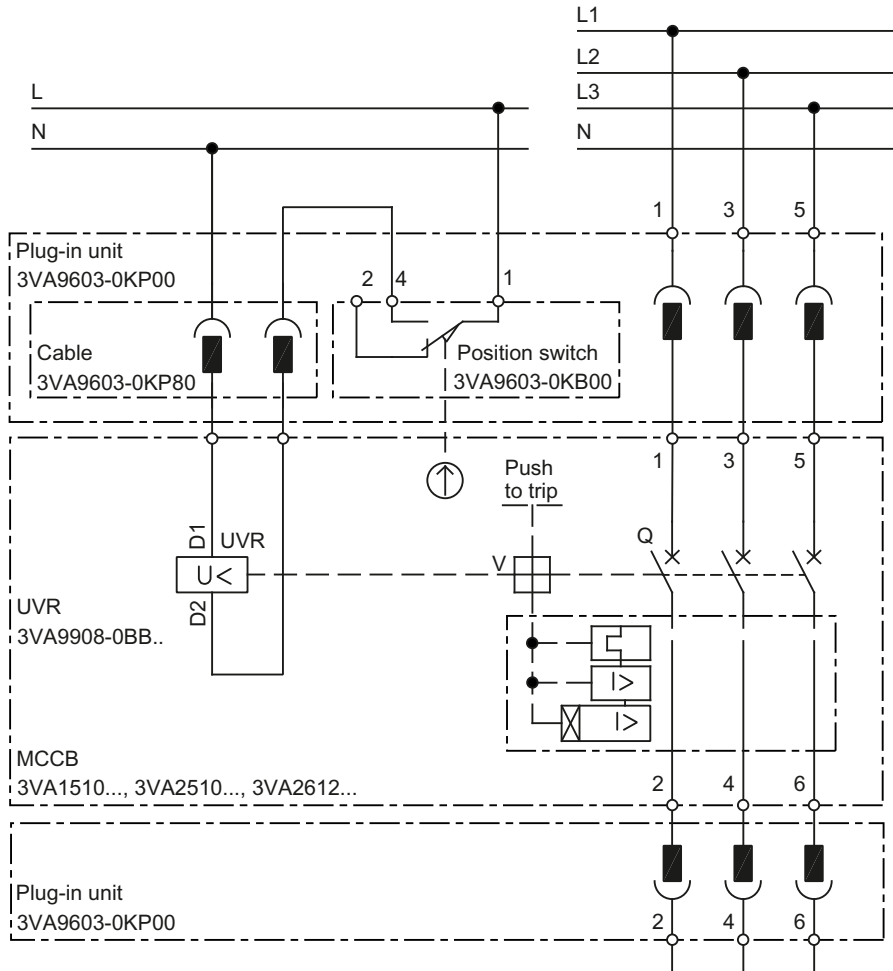 L1
L2
L3
N
L
N
1 3 5
Plug-in unit
3VA9603-0KP00
2 4 1
Cable
3VA9603-0KP80
Position switch
3VA9603-0KB00
1 3 5
Push
to trip
D1
UVR
U<
D2
V
Q
UVR
3VA9908-0BB..
I>
I>
MCCB
3VA1510..., 3VA2510..., 3VA2612...
2 4 6
Plug-in unit
3VA9603-0KP00
2 4 6